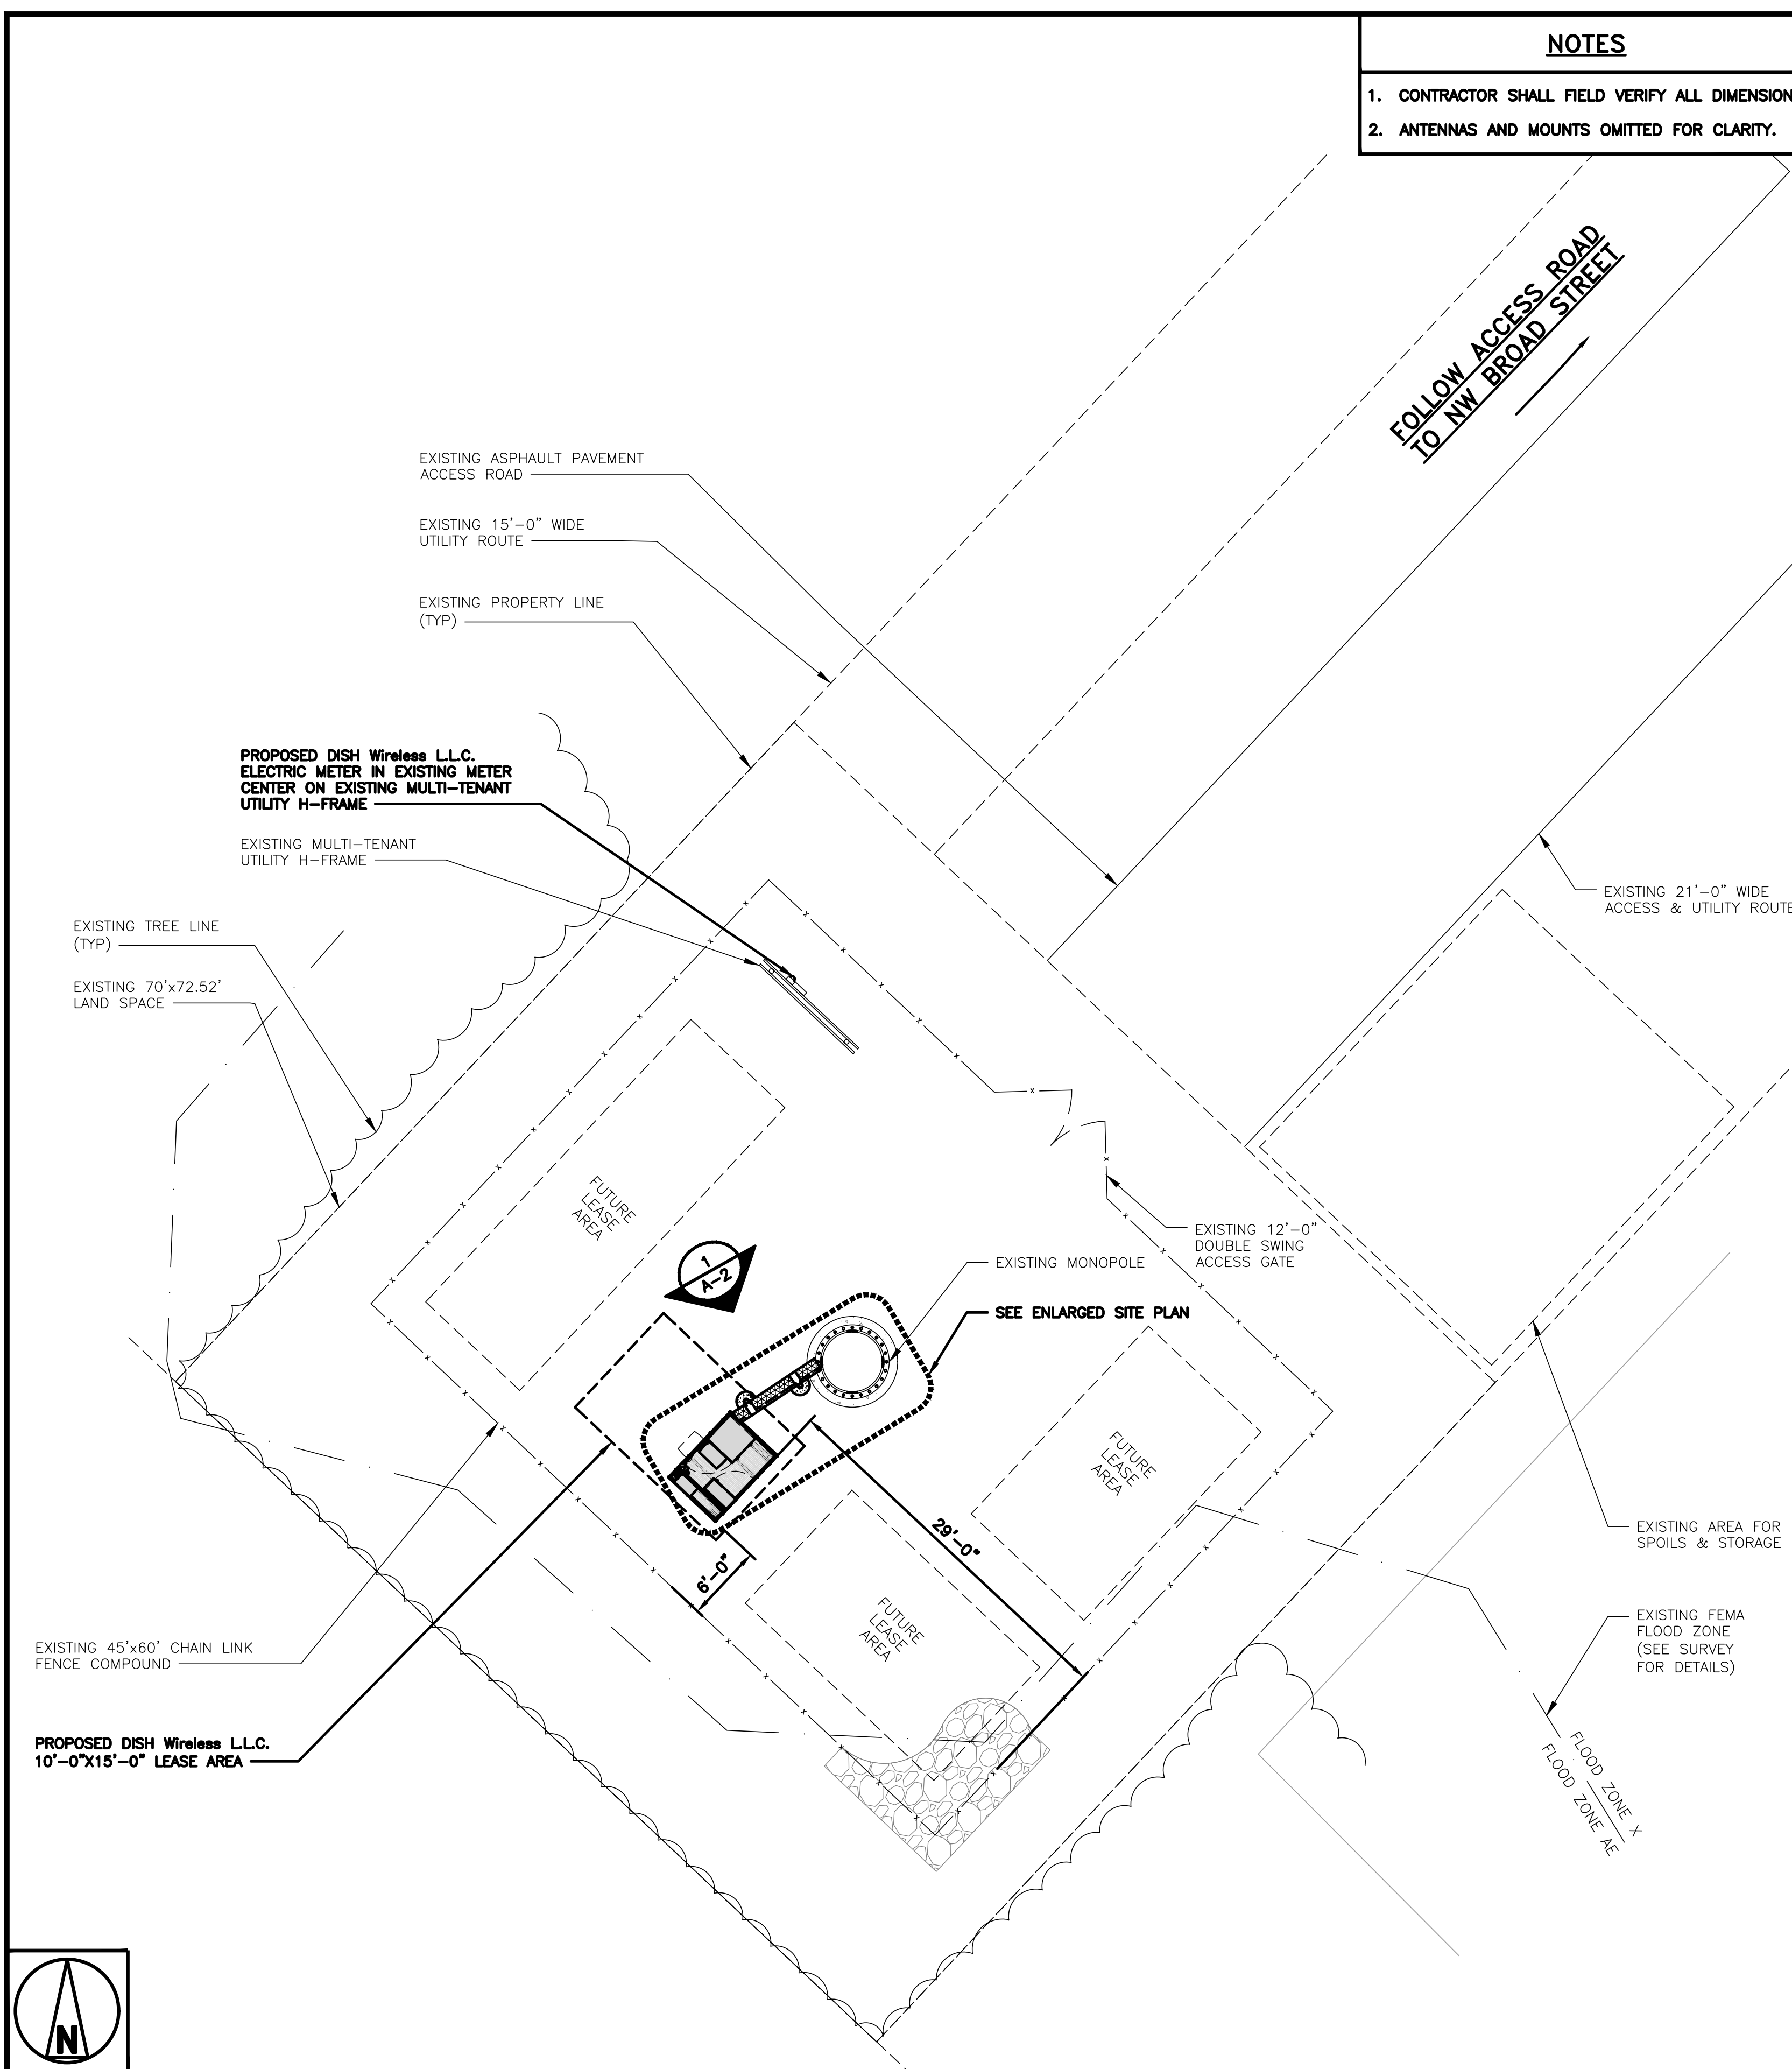 NOTES
1. CONTRACTOR SHALL FIELD VERIFY ALL DIMENSION
2. ANTENNAS AND MOUNTS OMITTED FOR CLARITY.
FOLLOW ACCESS ROAD
TO NW BROAD STREET
EXISTING ASPHAULT PAVEMENT
ACCESS ROAD
EXISTING 15'-0" WIDE
UTILITY ROUTE
EXISTING PROPERTY LINE
(TYP)
PROPOSED DISH Wireless L.L.C.
ELECTRIC METER IN EXISTING METER
CENTER ON EXISTING MULTI-TENANT
UTILITY H-FRAME
EXISTING MULTI-TENANT
UTILITY H-FRAME
EXISTING 21'-0" WIDE
ACCESS & UTILITY ROUTE
EXISTING TREE LINE
(TYP)
EXISTING 70'x72.52'
LAND SPACE
FUTURE
LEASE
AREA
EXISTING 12'-0"
DOUBLE SWING
ACCESS GATE
1
A-2
EXISTING MONOPOLE
SEE ENLARGED SITE PLAN
FUTURE
LEASE
AREA
29'-0"
6'-0"
FUTURE
LEASE
AREA
EXISTING AREA FOR
SPOILS & STORAGE
EXISTING FEMA
FLOOD ZONE
(SEE SURVEY
FOR DETAILS)
EXISTING 45'x60' CHAIN LINK
FENCE COMPOUND
PROPOSED DISH Wireless L.L.C.
10'-0"X15'-0" LEASE AREA
FLOOD ZONE X
FLOOD ZONE AE
N